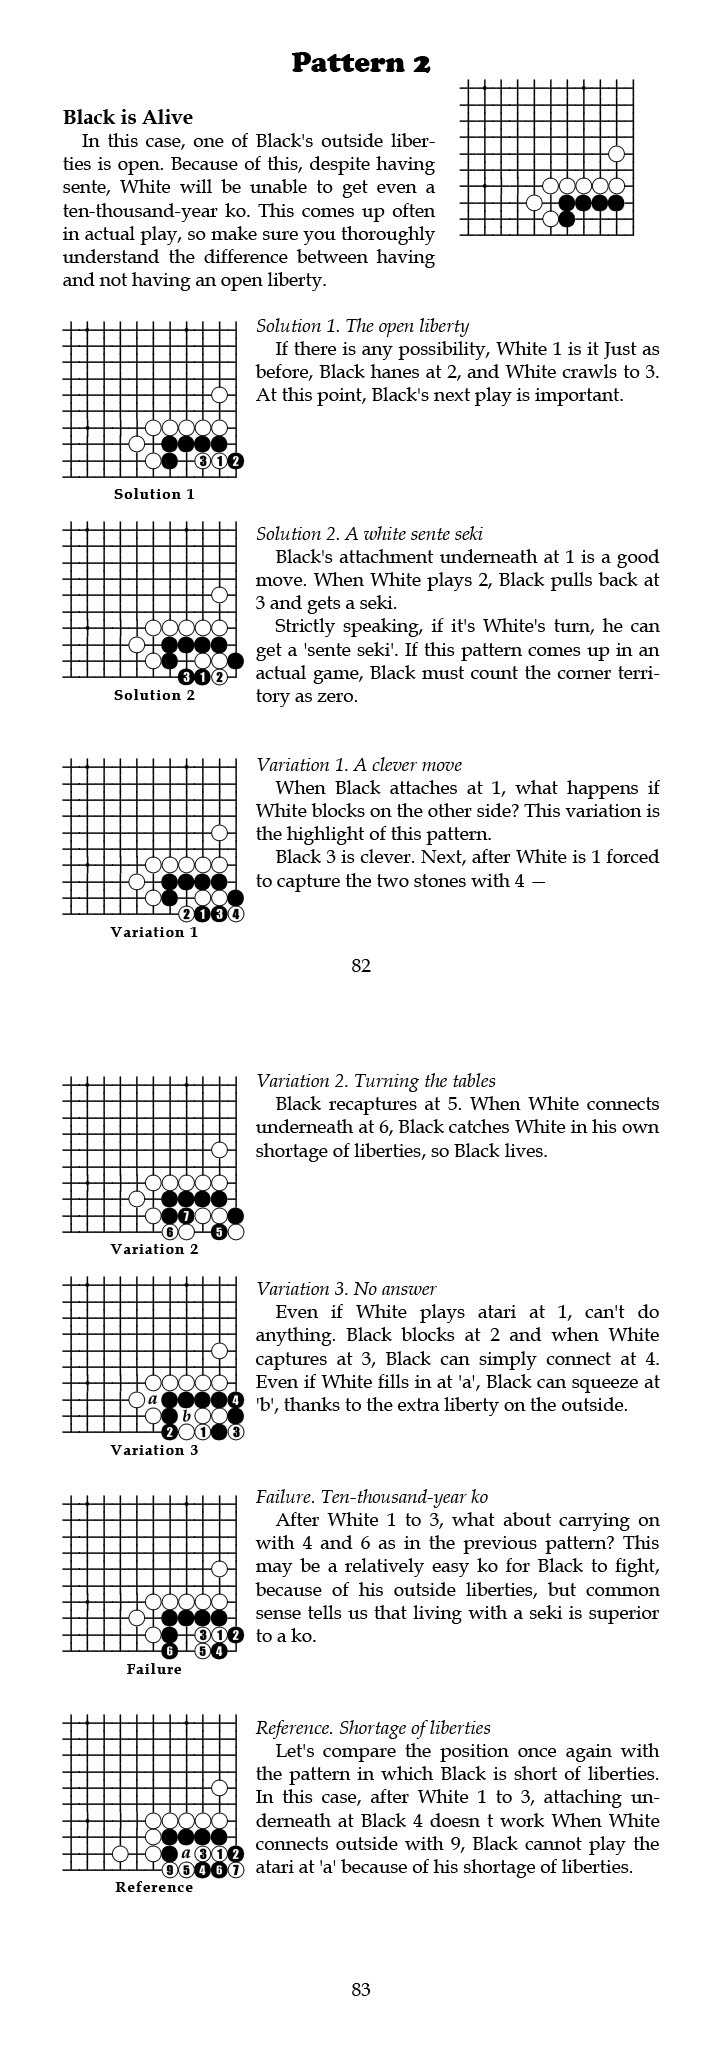 Pattern 2
Black is Alive
In this case, one of Black's outside liber-
ties is open. Because of this, despite having
sente, White will be unable to get even a
ten-thousand-year ko. This comes up often
in actual play, so make sure you thoroughly
understand the difference between having
and not having an open liberty.
Solution 1. The open liberty
If there is any possibility, White 1 is it Just as
before, Black hanes at 2, and White crawls to 3.
At this point, Black's next play is important.
3 1 2
Solution 1
Solution 2. A white sente seki
Black's attachment underneath at 1 is a good
move. When White plays 2, Black pulls back at
3 and gets a seki.
Strictly speaking, if it's White's turn, he can
get a 'sente seki'. If this pattern comes up in an
actual game, Black must count the corner terri-
tory as zero.
3 1 2
Solution 2
Variation 1. A clever move
When Black attaches at 1, what happens if
White blocks on the other side? This variation is
the highlight of this pattern.
Black 3 is clever. Next, after White is 1 forced
to capture the two stones with 4 —
2 1 3 4
Variation 1
82
Variation 2. Turning the tables
Black recaptures at 5. When White connects
underneath at 6, Black catches White in his own
shortage of liberties, so Black lives.
7
6 5
Variation 2
Variation 3. No answer
Even if White plays atari at 1, can't do
anything. Black blocks at 2 and when White
captures at 3, Black can simply connect at 4.
Even if White fills in at 'a', Black can squeeze at
'b', thanks to the extra liberty on the outside.
a 4
b
2 1 3
Variation 3
Failure. Ten-thousand-year ko
After White 1 to 3, what about carrying on
with 4 and 6 as in the previous pattern? This
may be a relatively easy ko for Black to fight,
because of his outside liberties, but common
sense tells us that living with a seki is superior
to a ko.
3 1 2
6 5 4
Failure
Reference. Shortage of liberties
Let's compare the position once again with
the pattern in which Black is short of liberties.
In this case, after White 1 to 3, attaching un-
derneath at Black 4 doesn t work When White
connects outside with 9, Black cannot play the
atari at 'a' because of his shortage of liberties.
a 3 1 2
9 5 4 6 7
Reference
83